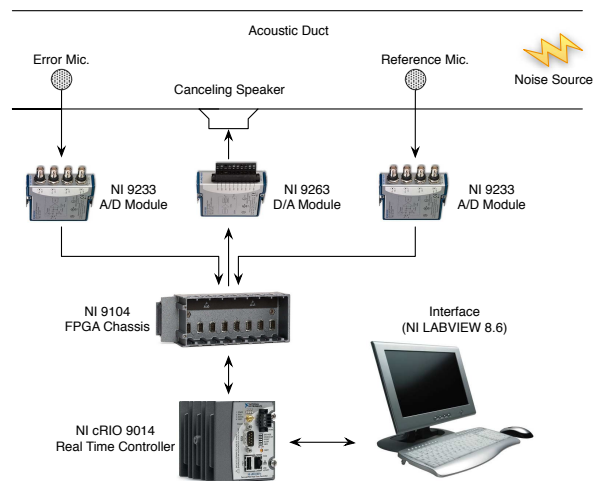 Acoustic Duct
Error Mic.
Reference Mic.
Noise Source
Canceling Speaker
NI 9233
A/D Module
NI 9263
D/A Module
NI 9233
A/D Module
NI 9104
FPGA Chassis
Interface
(NI LABVIEW 8.6)
NI cRIO 9014
Real Time Controller